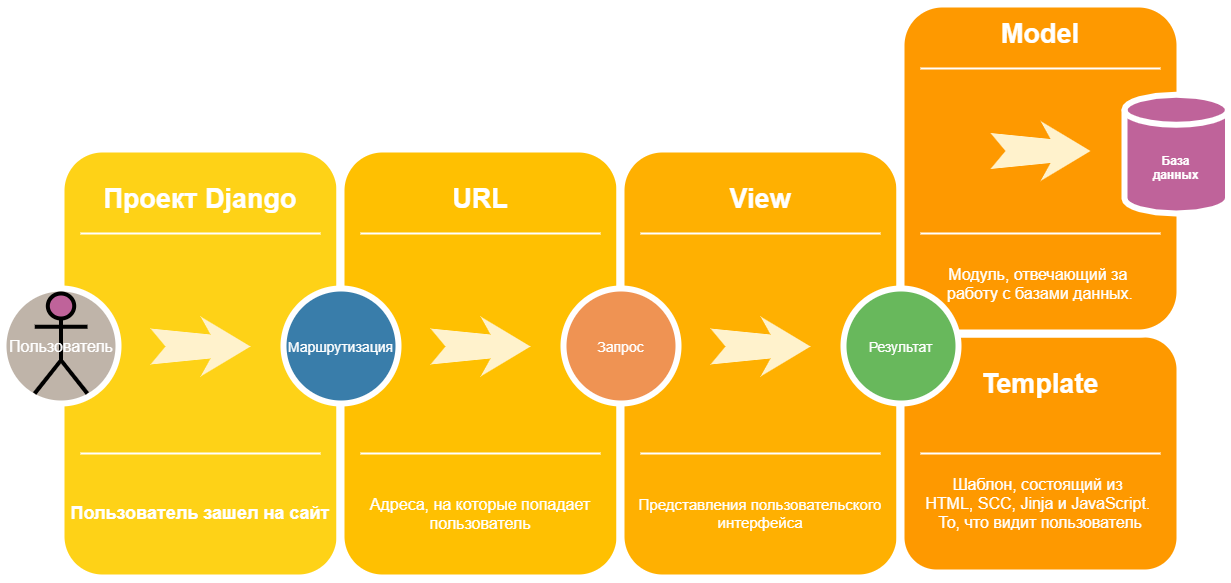 Проект Django
Пользователь
Маршрутизация
Пользователь зашел на сайт
URL
Запрос
Адреса, на которые попадает
пользователь
View
Результат
Представления пользовательского
интерфейса
Model
База
данных
Модуль, отвечающий за
работу с базами данных.
Template
Шаблон, состоящий из
HTML, SCC, Jinja и JavaScript.
То, что видит пользователь